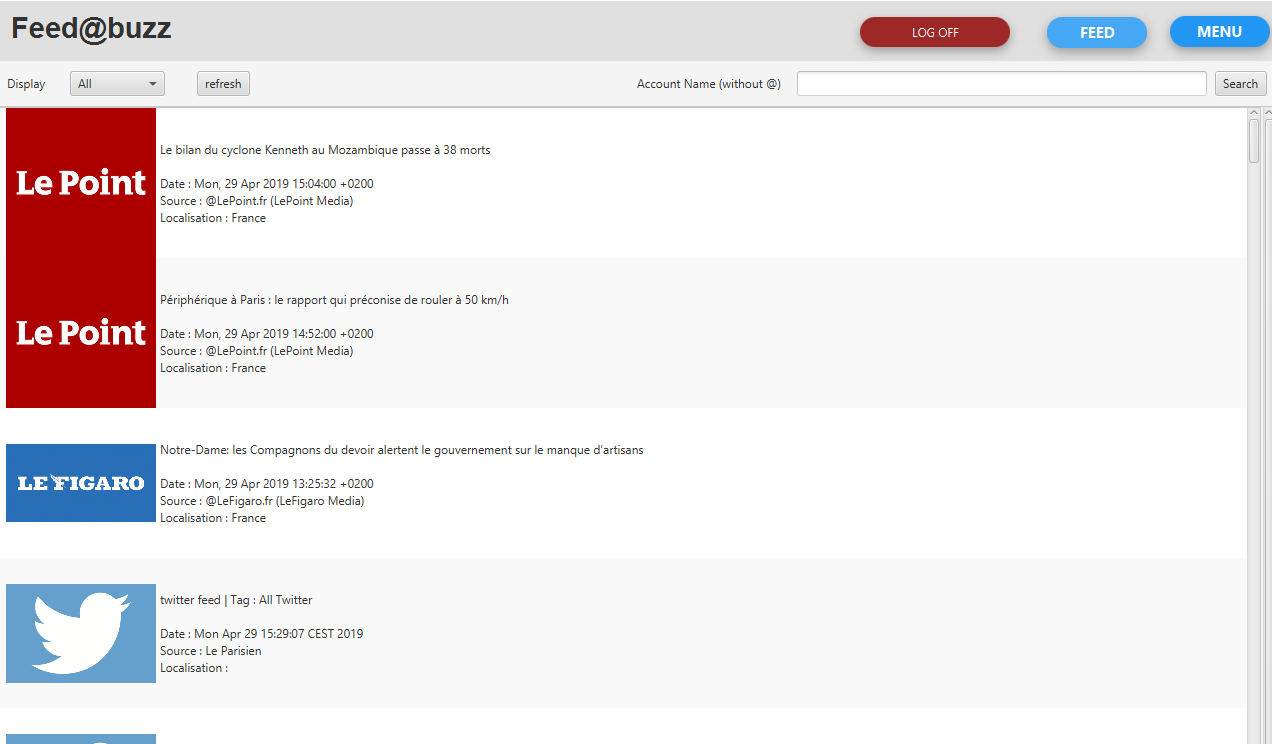 Feed@buzz
LOG OFF
FEED
MENU
Display
All
refresh
Account Name (without @)
Search
Le Point
Le bilan du cyclone Kenneth au Mozambique passe à 38 morts
Date : Mon, 29 Apr 2019 15:04:00 +0200
Source : @LePoint.fr (LePoint Media)
Localisation : France
Le Point
Périphérique à Paris : le rapport qui préconise de rouler à 50 km/h
Date : Mon, 29 Apr 2019 14:52:00 +0200
Source : @LePoint.fr (LePoint Media)
Localisation : France
LE FIGARO
Notre-Dame: les Compagnons du devoir alertent le gouvernement sur le manque d’artisans
Date : Mon, 29 Apr 2019 13:25:32 +0200
Source : @LeFigaro.fr (LeFigaro Media)
Localisation : France
twitter feed | Tag : All Twitter
Date : Mon Apr 29 15:29:07 CEST 2019
Source : Le Parisien
Localisation :